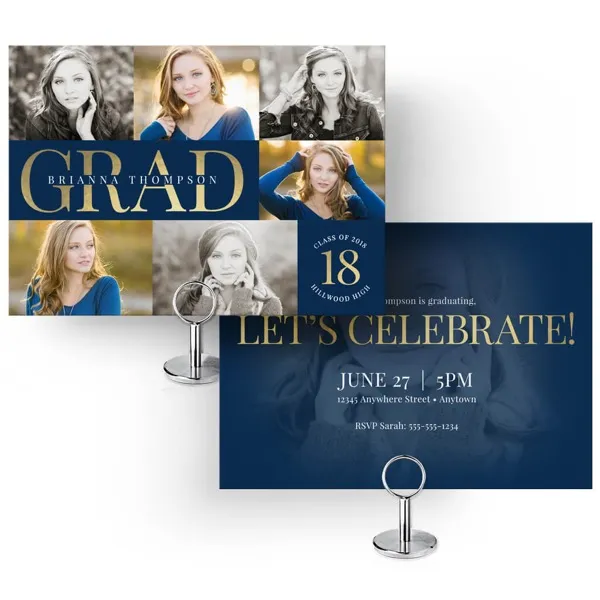 GRAD
BRIANNA THOMPSON
CLASS OF 2018
18
HILLWOOD HIGH
mpson is graduating,
LET'S CELEBRATE!
JUNE 27 | 5PM
12345 Anywhere Street • Anytown
RSVP Sarah: 555-555-1234